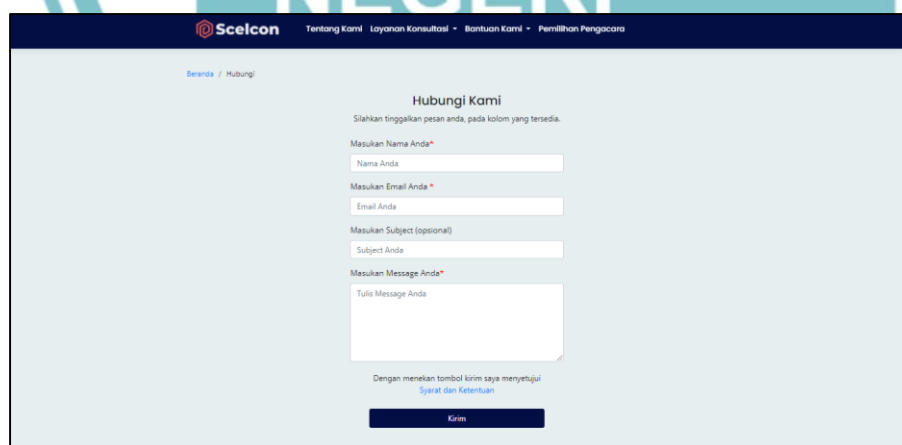 NEGERI
Scelcon
Tentang Kami Layanan Konsultasi Bantuan Kami Pemilihan Pengacara
Beranda / Hubungi
Hubungi Kami
Silahkan tinggalkan pesan anda, pada kolom yang tersedia.
Masukan Nama Anda*
Nama Anda
Masukan Email Anda *
Email Anda
Masukan Subject (opsional)
Subject Anda
Masukan Message Anda*
Tulis Message Anda
Dengan menekan tombol kirim saya menyetujui
Syarat dan Ketentuan
Kirim